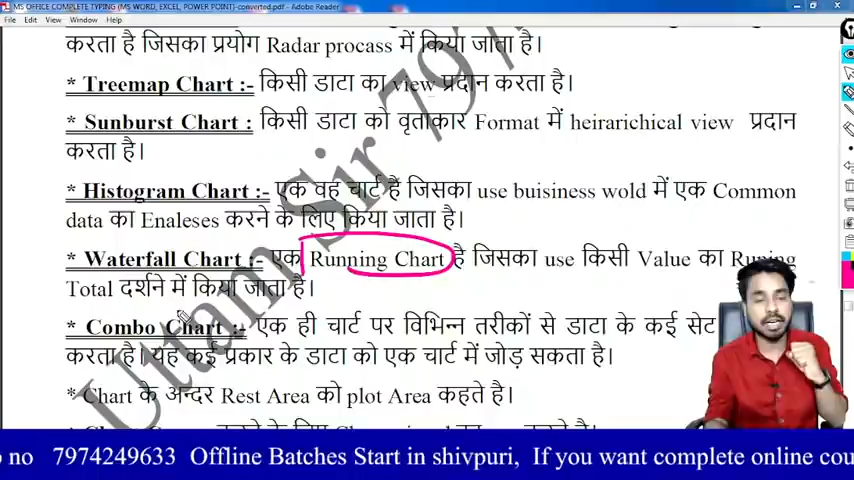 MS OFFICE COMPLETE TYPING (MS WORD, EXCEL, POWER POINT)-converted.pdf - Adobe Reader
File Edit View Window Help
करता है जिसका प्रयोग Radar procass में किया जाता है।
* Treemap Chart :- किसी डाटा का view प्रदान करता है।
* Sunburst Chart : किसी डाटा को वृताकार Format में heirarichical view प्रदान
करता है।
* Histogram Chart :- एक वह चार्ट है जिसका use buisiness wold में एक Common
data का Enaleses करने के लिए किया जाता है।
* Waterfall Chart :- एक Running Chart है जिसका use किसी Value का Runing
Total दर्शने में किया जाता है।
* Combo Chart :- एक ही चार्ट पर विभिन्न तरीकों से डाटा के कई सेट
करता है। यह कई प्रकार के डाटा को एक चार्ट में जोड़ सकता है।
* Chart के अन्दर Rest Area को plot Area कहते है।
Uttam Sir 797
o no 7974249633 Offline Batches Start in shivpuri, If you want complete online cou